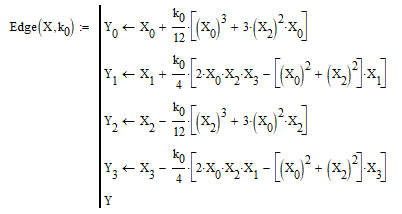 Edge(X,k₀) := Y₀ ← X₀ + k₀/12·[(X₀)³ + 3·(X₂)²·X₀]
Y₁ ← X₁ + k₀/4·[2·X₀·X₂·X₃ − [(X₀)² + (X₂)²]·X₁]
Y₂ ← X₂ − k₀/12·[(X₂)³ + 3·(X₀)²·X₂]
Y₃ ← X₃ − k₀/4·[2·X₀·X₂·X₁ − [(X₀)² + (X₂)²]·X₃]
Y